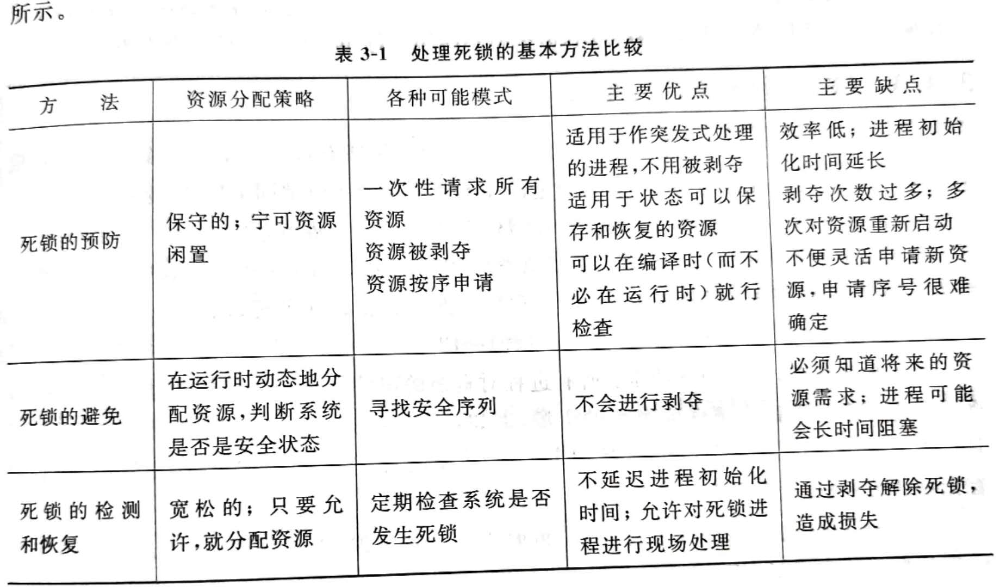 所示。
表 3-1 处理死锁的基本方法比较
方 法
资源分配策略
各种可能模式
主要优点
主要缺点
死锁的预防
保守的；宁可资源
闲置
一次性请求所有
资源
资源被剥夺
资源按序申请
适用于作突发式处理
的进程，不用被剥夺
适用于状态可以保
存和恢复的资源
可以在编译时（而不
必在运行时）就行
检查
效率低；进程初始
化时间延长
剥夺次数过多；多
次对资源重新启动
不便灵活申请新资
源，申请序号很难
确定
死锁的避免
在运行时动态地分
配资源，判断系统
是否是安全状态
寻找安全序列
不会进行剥夺
必须知道将来的资
源需求；进程可能
会长时间阻塞
死锁的检测
和恢复
宽松的；只要允
许，就分配资源
定期检查系统是否
发生死锁
不延迟进程初始化
时间；允许对死锁进
程进行现场处理
通过剥夺解除死锁，
造成损失